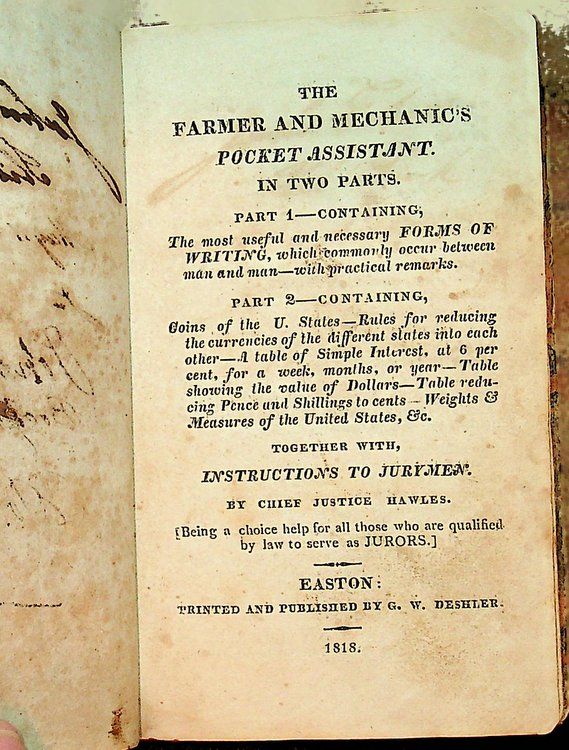 THE
FARMER AND MECHANIC'S
POCKET ASSISTANT.
IN TWO PARTS.
PART 1—CONTAINING,
The most useful and necessary FORMS OF
WRITING, which commonly occur between
man and man—with practical remarks.
PART 2—CONTAINING,
Coins of the U. States—Rules for reducing
the currencies of the different states into each
other—A table of Simple Interest, at 6 per
cent, for a week, months, or year—Table
showing the value of Dollars—Table redu-
cing Pence and Shillings to cents—Weights &
Measures of the United States, &c.
TOGETHER WITH,
INSTRUCTIONS TO JURYMEN.
BY CHIEF JUSTICE HAWLES.
[Being a choice help for all those who are qualified
by law to serve as JURORS.]
EASTON:
PRINTED AND PUBLISHED BY G. W. DESHLER.
1818.